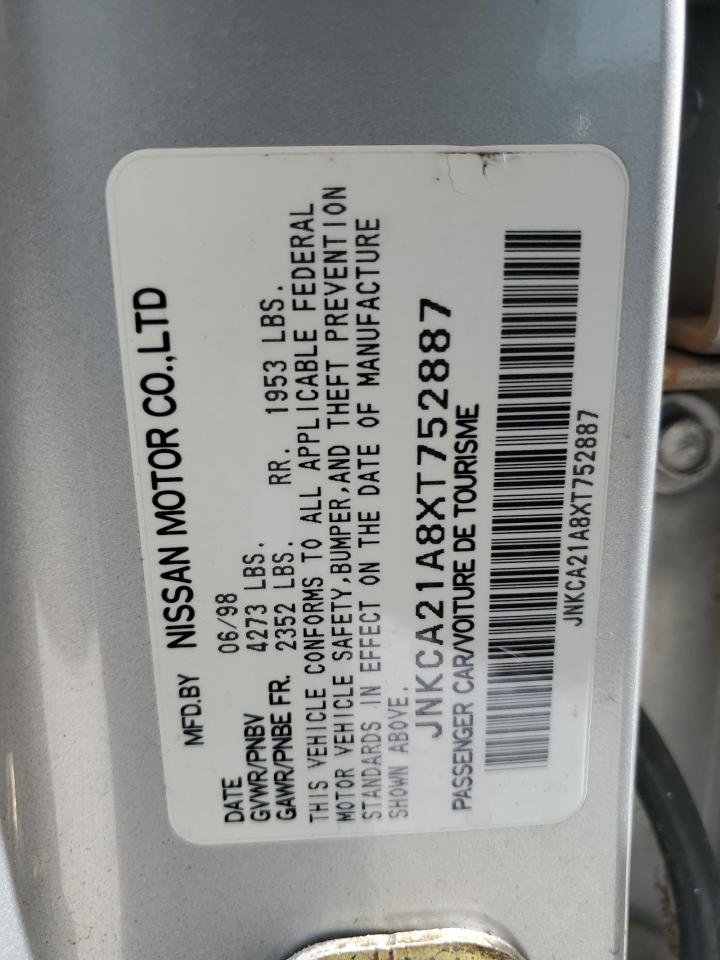 MFD.BY NISSAN MOTOR CO.,LTD
DATE 06/98
GVWR/PNBV 4273 LBS.
GAWR/PNBE FR. 2352 LBS. RR. 1953 LBS.
THIS VEHICLE CONFORMS TO ALL APPLICABLE FEDERAL
MOTOR VEHICLE SAFETY,BUMPER,AND THEFT PREVENTION
STANDARDS IN EFFECT ON THE DATE OF MANUFACTURE
SHOWN ABOVE.
JNKCA21A8XT752887
PASSENGER CAR/VOITURE DE TOURISME
JNKCA21A8XT752887